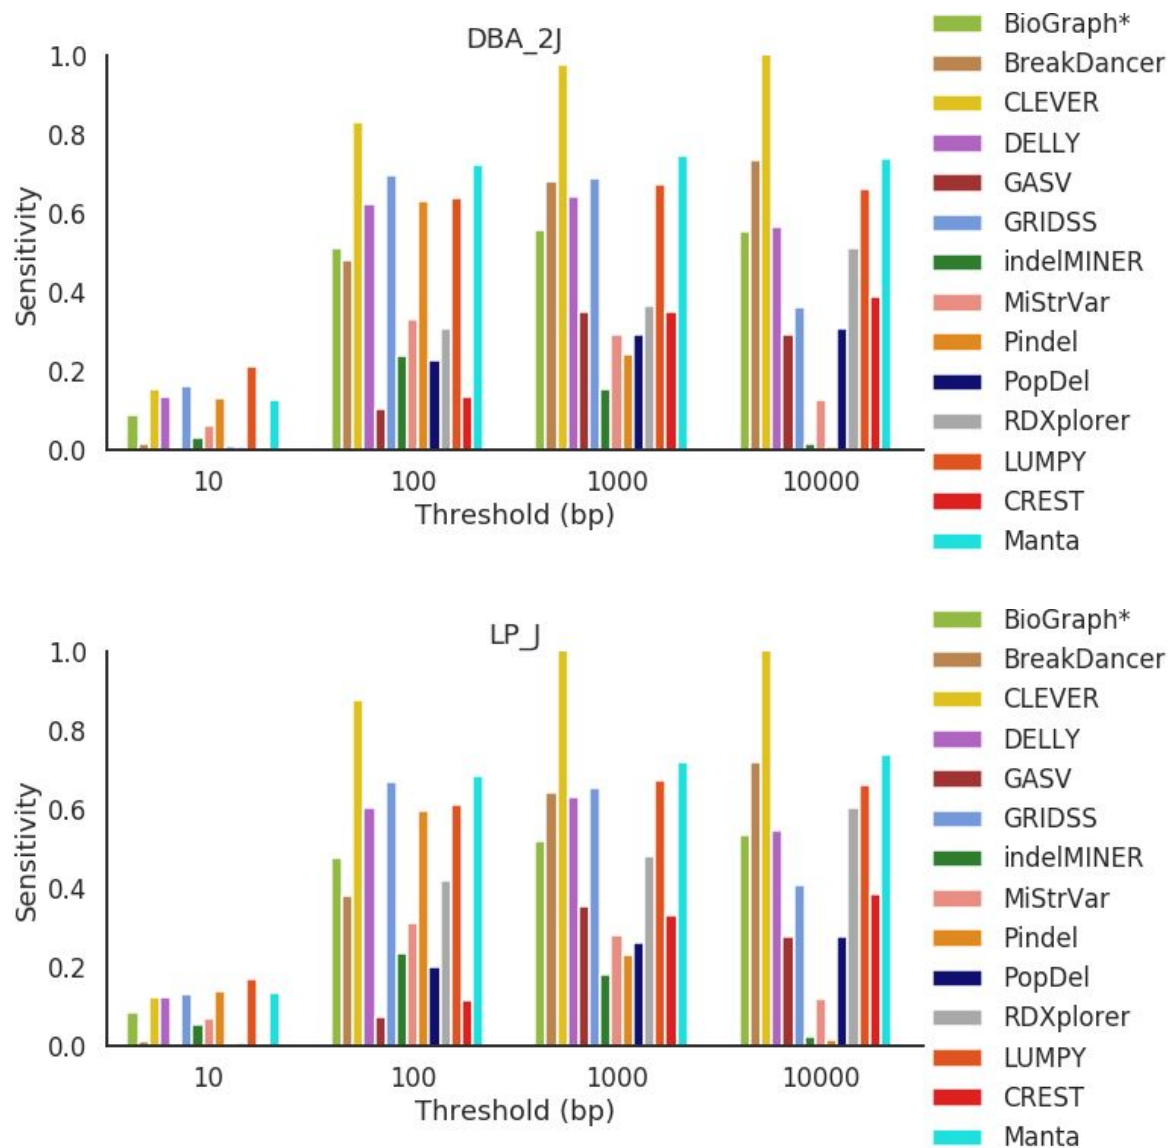 DBA_2J
1.0
0.8
0.6
0.4
0.2
0.0
Sensitivity
10 100 1000 10000
Threshold (bp)
BioGraph*
BreakDancer
CLEVER
DELLY
GASV
GRIDSS
indelMINER
MiStrVar
Pindel
PopDel
RDXplorer
LUMPY
CREST
Manta
LP_J
1.0
0.8
0.6
0.4
0.2
0.0
Sensitivity
10 100 1000 10000
Threshold (bp)
BioGraph*
BreakDancer
CLEVER
DELLY
GASV
GRIDSS
indelMINER
MiStrVar
Pindel
PopDel
RDXplorer
LUMPY
CREST
Manta